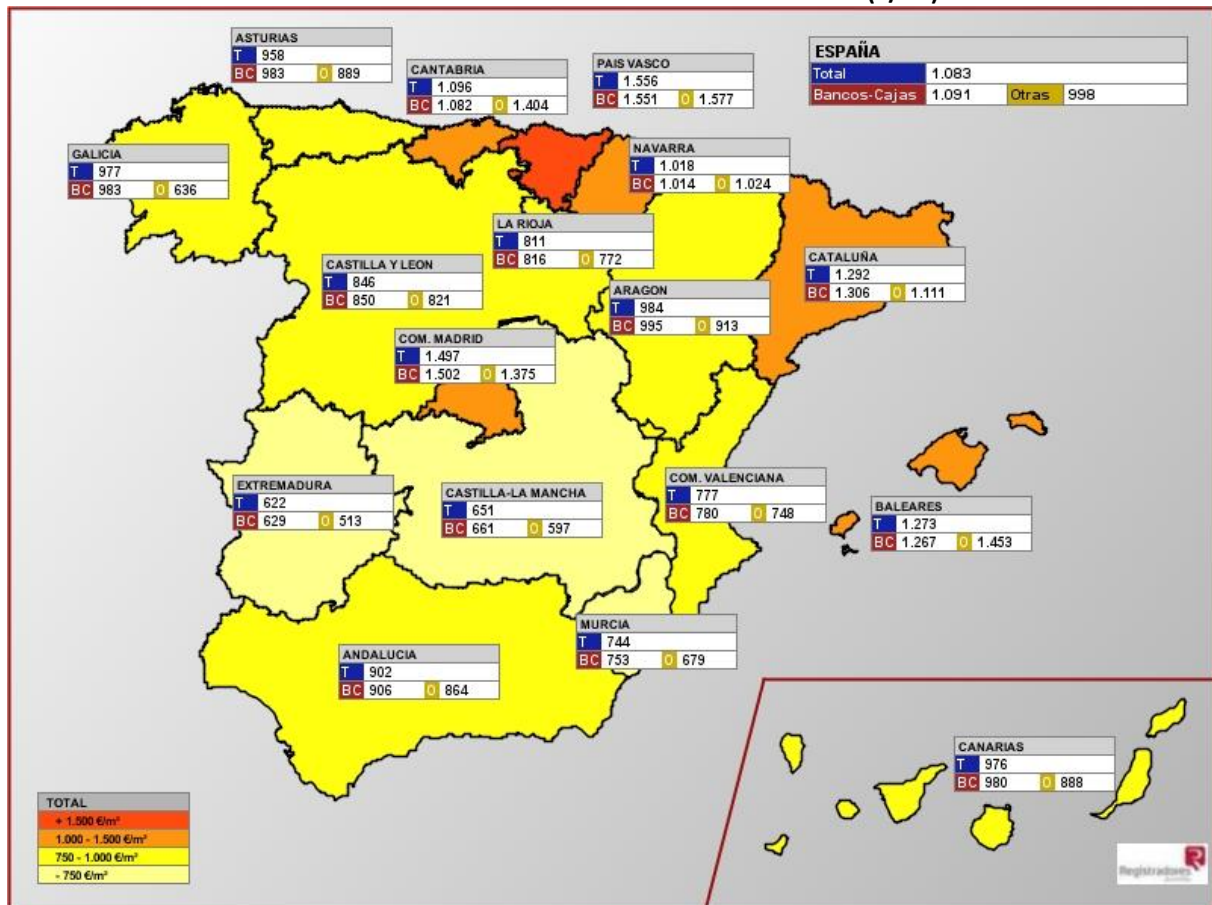 ASTURIAS
T 958
BC 983 O 889
CANTABRIA
T 1.096
BC 1.082 O 1.404
PAIS VASCO
T 1.556
BC 1.551 O 1.577
ESPAÑA
Total 1.083
Bancos-Cajas 1.091 Otras 998
GALICIA
T 977
BC 983 O 636
NAVARRA
T 1.018
BC 1.014 O 1.024
LA RIOJA
T 811
BC 816 O 772
CASTILLA Y LEON
T 846
BC 850 O 821
CATALUÑA
T 1.292
BC 1.306 O 1.111
ARAGON
T 984
BC 995 O 913
COM. MADRID
T 1.497
BC 1.502 O 1.375
EXTREMADURA
T 622
BC 629 O 513
CASTILLA-LA MANCHA
T 651
BC 661 O 597
COM. VALENCIANA
T 777
BC 780 O 748
BALEARES
T 1.273
BC 1.267 O 1.453
MURCIA
T 744
BC 753 O 679
ANDALUCIA
T 902
BC 906 O 864
CANARIAS
T 976
BC 980 O 888
TOTAL
+ 1.500 €/m²
1.000 - 1.500 €/m²
750 - 1.000 €/m²
- 750 €/m²
Registradores